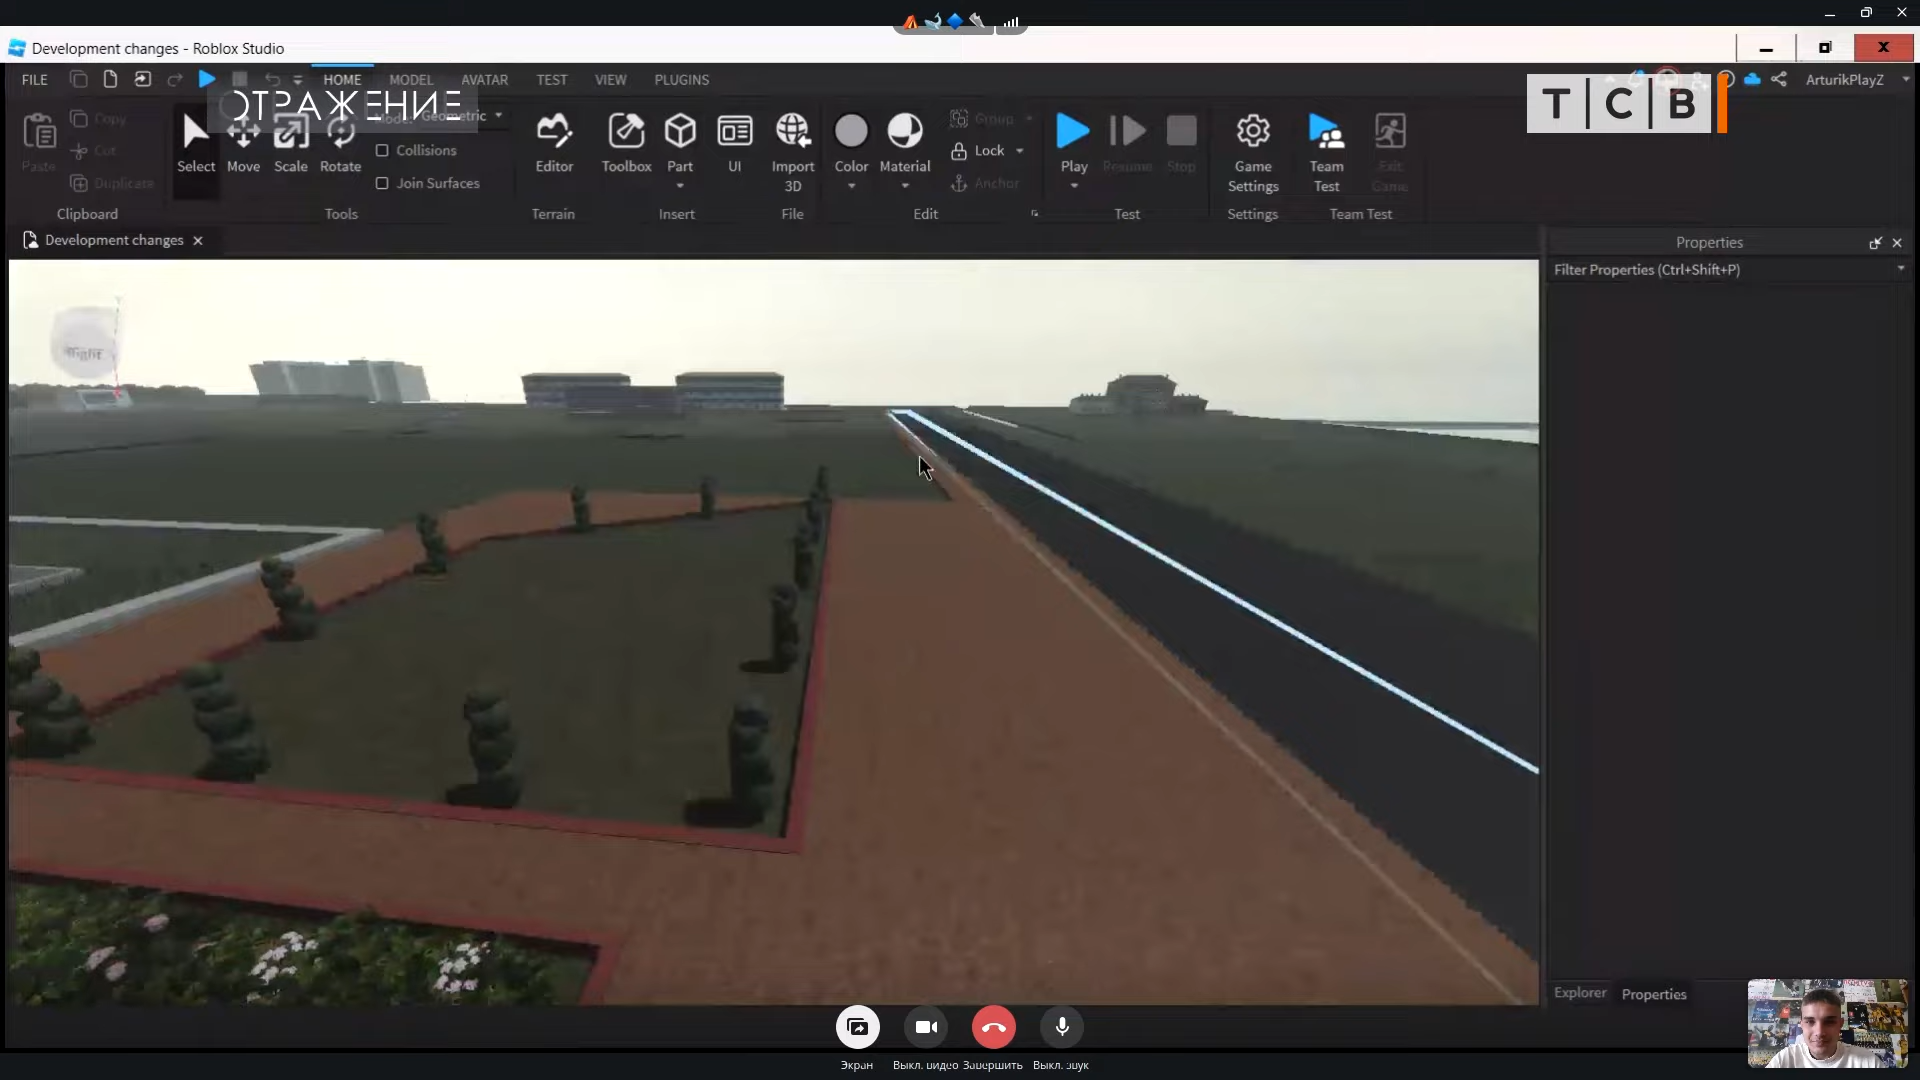 Development changes - Roblox Studio
FILE HOME MODEL AVATAR TEST VIEW PLUGINS ArturikPlayZ
ОТРАЖЕНИЕ
Т|С|В
Paste
Copy
Cut
Duplicate
Clipboard
Select Move Scale Rotate
Mode: Geometric
Collisions
Join Surfaces
Tools
Editor
Terrain
Toolbox Part UI
Insert
Import 3D
File
Color Material
Group
Lock
Anchor
Edit
Play Resume Stop
Test
Game Settings
Settings
Team Test
Exit Game
Team Test
Development changes
Properties
Filter Properties (Ctrl+Shift+P)
Right
Explorer Properties
Экран Выкл. видео Завершить Выкл. звук